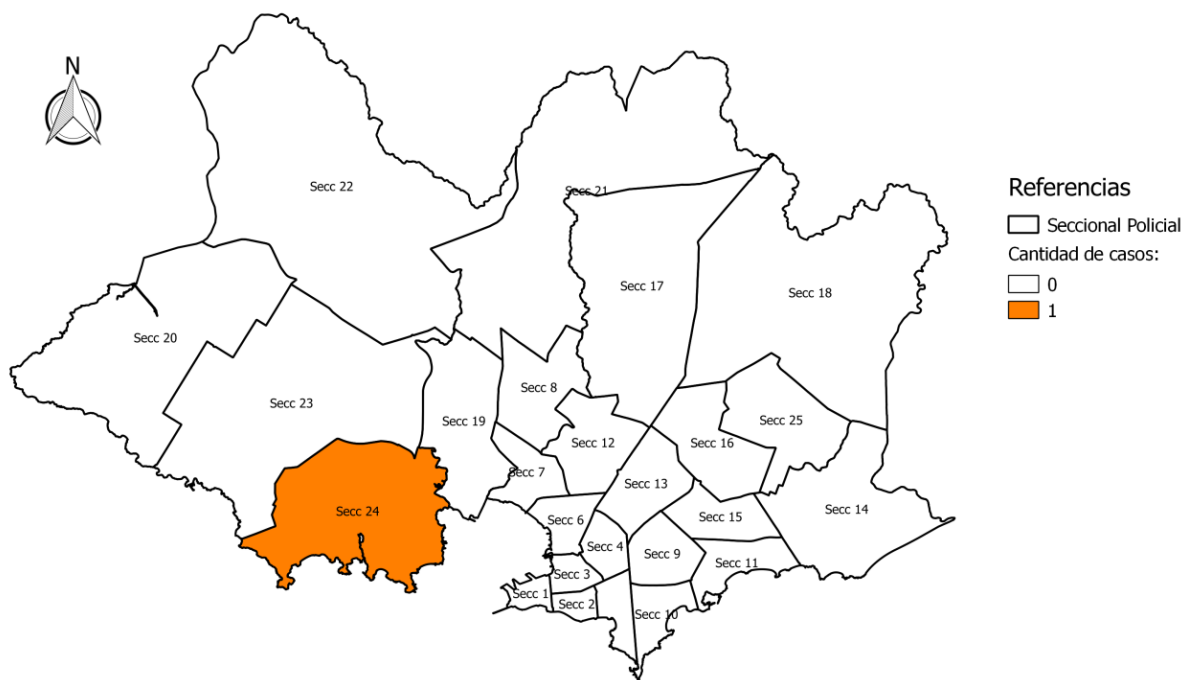 N
Secc 22
Secc 21
Secc 17
Secc 18
Secc 20
Secc 23
Secc 19
Secc 8
Secc 12
Secc 16
Secc 25
Secc 7
Secc 13
Secc 24
Secc 6
Secc 15
Secc 14
Secc 4
Secc 9
Secc 11
Secc 3
Secc 1
Secc 2
Secc 10
Referencias
Seccional Policial
Cantidad de casos:
0
1